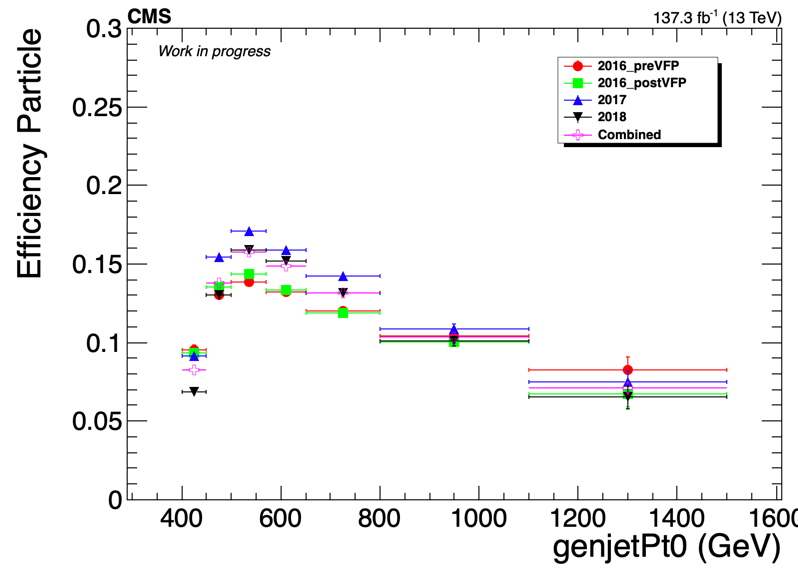 CMS 137.3 fb⁻¹ (13 TeV)
Work in progress
2016_preVFP
2016_postVFP
2017
2018
Combined
Efficiency Particle
0.3
0.25
0.2
0.15
0.1
0.05
0
400 600 800 1000 1200 1400 1600
genjetPt0 (GeV)